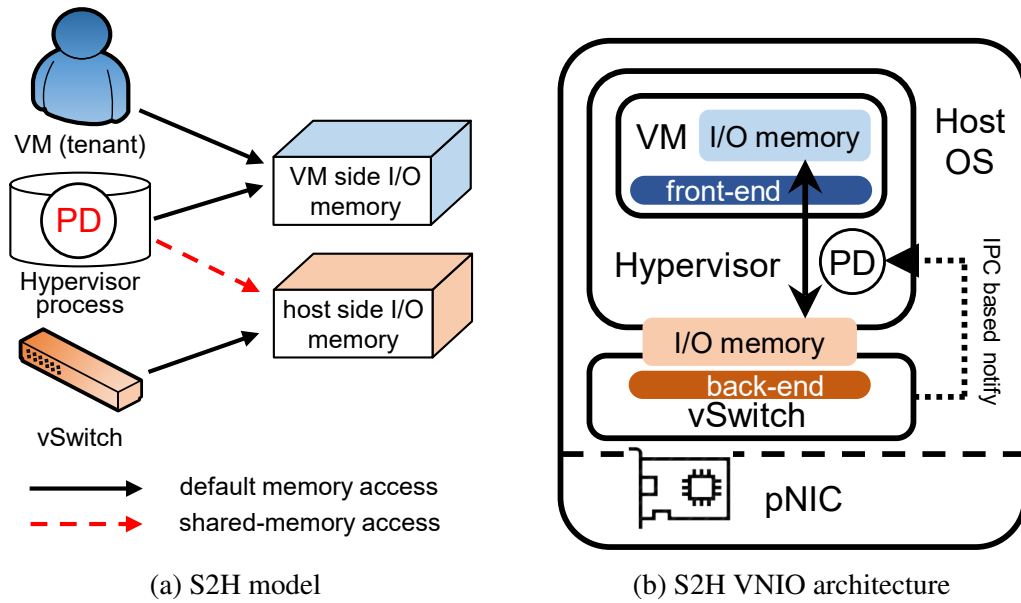 VM (tenant)
PD
Hypervisor
process
vSwitch
VM side I/O
memory
host side I/O
memory
default memory access
shared-memory access
(a) S2H model
Host
OS
VM
I/O memory
front-end
Hypervisor
PD
IPC based notify
I/O memory
back-end
vSwitch
pNIC
(b) S2H VNIO architecture